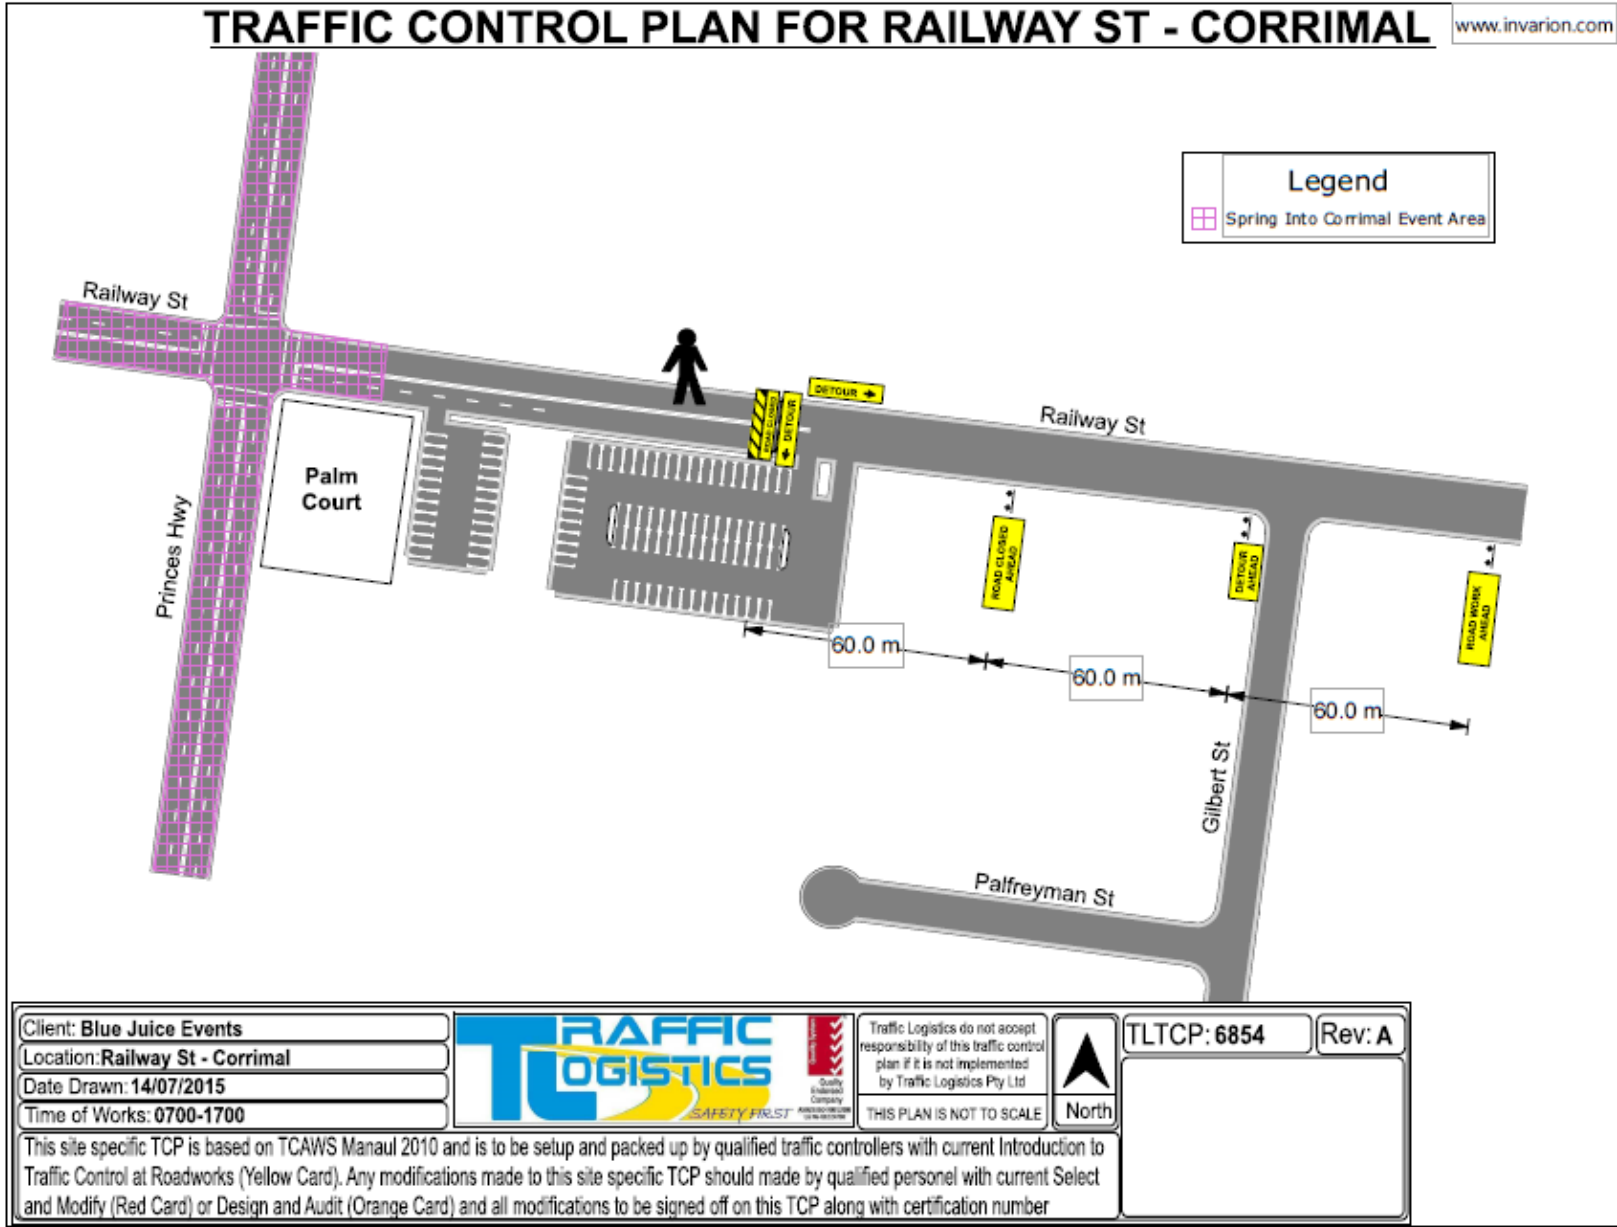 TRAFFIC CONTROL PLAN FOR RAILWAY ST - CORRIMAL
www.invarion.com
Legend
Spring Into Corrimal Event Area
Railway St
DETOUR
ROAD CLOSED
DETOUR
Railway St
Palm
Court
Princes Hwy
ROAD CLOSED
AHEAD
DETOUR
AHEAD
ROAD WORK
AHEAD
60.0 m
60.0 m
60.0 m
Gilbert St
Palfreyman St
Client: Blue Juice Events
Location:Railway St - Corrimal
Date Drawn: 14/07/2015
Time of Works: 0700-1700
TRAFFIC
LOGISTICS
SAFETY FIRST
Quality
Endorsed
Company
Traffic Logistics do not accept
responsibility of this traffic control
plan if it is not implemented
by Traffic Logistics Pty Ltd
THIS PLAN IS NOT TO SCALE
North
TLTCP: 6854
Rev: A
This site specific TCP is based on TCAWS Manaul 2010 and is to be setup and packed up by qualified traffic controllers with current Introduction to
Traffic Control at Roadworks (Yellow Card). Any modifications made to this site specific TCP should made by qualified personel with current Select
and Modify (Red Card) or Design and Audit (Orange Card) and all modifications to be signed off on this TCP along with certification number